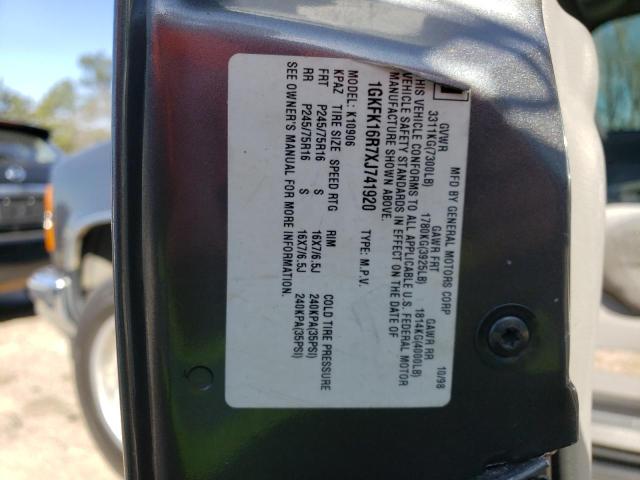 MFD BY GENERAL MOTORS CORP 10/98
GVWR GAWR FRT GAWR RR
3311KG(7300LB) 1780KG(3925LB) 1814KG(4000LB)
THIS VEHICLE CONFORMS TO ALL APPLICABLE U.S. FEDERAL MOTOR
VEHICLE SAFETY STANDARDS IN EFFECT ON THE DATE OF
MANUFACTURE SHOWN ABOVE.
1GKFK16R7XJ741920 TYPE: M.P.V.
MODEL: K10906
KPAZ TIRE SIZE SPEED RTG RIM COLD TIRE PRESSURE
FRT P245/75R16 S 16X7/6.5J 240KPA(35PSI)
RR P245/75R16 S 16X7/6.5J 240KPA(35PSI)
SEE OWNER'S MANUAL FOR MORE INFORMATION.